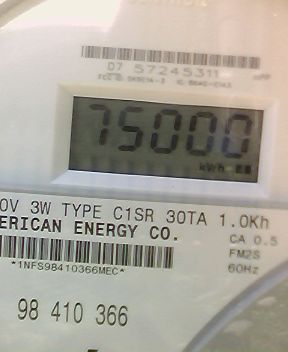 07 57245311
75000
kWh
0V 3W TYPE C1SR 30TA 1.0Kh
ERICAN ENERGY CO.
CA 0.5
FM2S
*1NFS98410366MEC*
60Hz
98 410 366